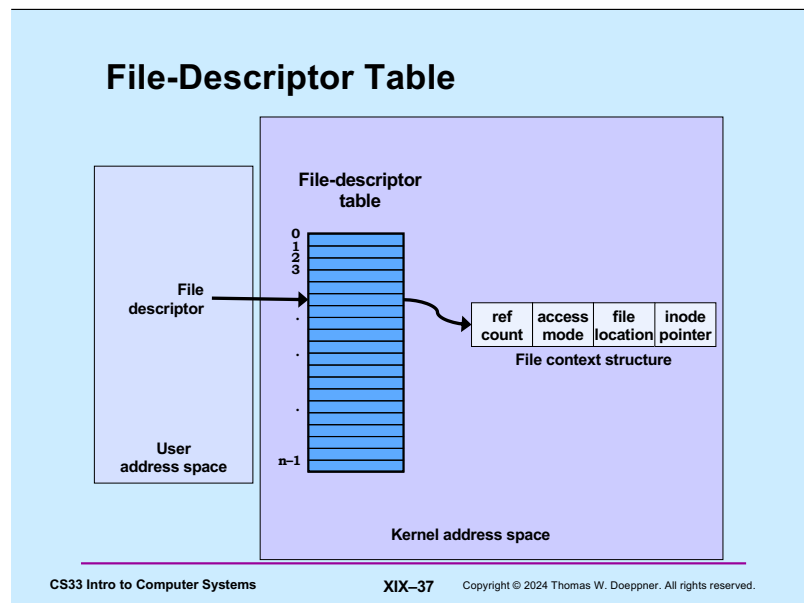 File-Descriptor Table
File-descriptor
table
0
1
2
3
File
descriptor
.
.
.
n–1
ref
count
access
mode
file
location
inode
pointer
File context structure
User
address space
Kernel address space
CS33 Intro to Computer Systems
XIX–37
Copyright © 2024 Thomas W. Doeppner. All rights reserved.